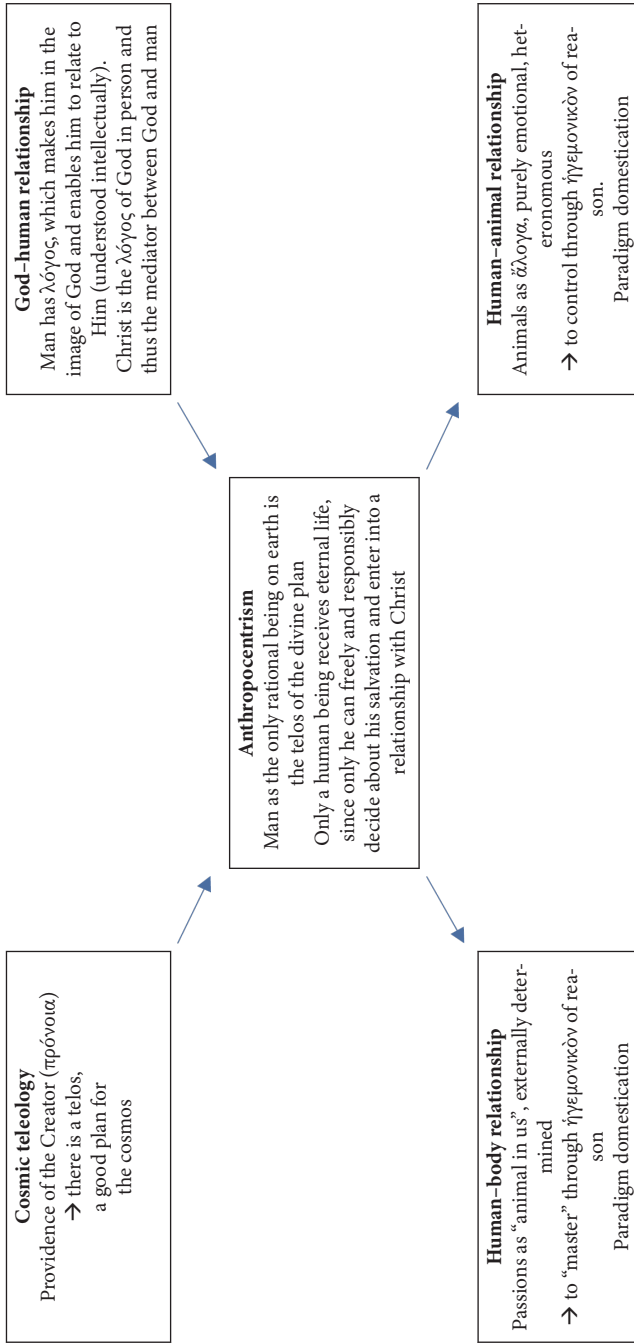 Cosmic teleology
Providence of the Creator (πρόνοια)
→ there is a telos,
a good plan for
the cosmos
God–human relationship
Man has λόγος, which makes him in the
image of God and enables him to relate to
Him (understood intellectually).
Christ is the λόγος of God in person and
thus the mediator between God and man
Anthropocentrism
Man as the only rational being on earth is
the telos of the divine plan
Only a human being receives eternal life,
since only he can freely and responsibly
decide about his salvation and enter into a
relationship with Christ
Human–body relationship
Passions as “animal in us”, externally deter-
mined
→ to “master” through ἡγεμονικὸν of rea-
son
Paradigm domestication
Human–animal relationship
Animals as ἄλογα, purely emotional, het-
eronomous
→ to control through ἡγεμονικὸν of rea-
son.
Paradigm domestication